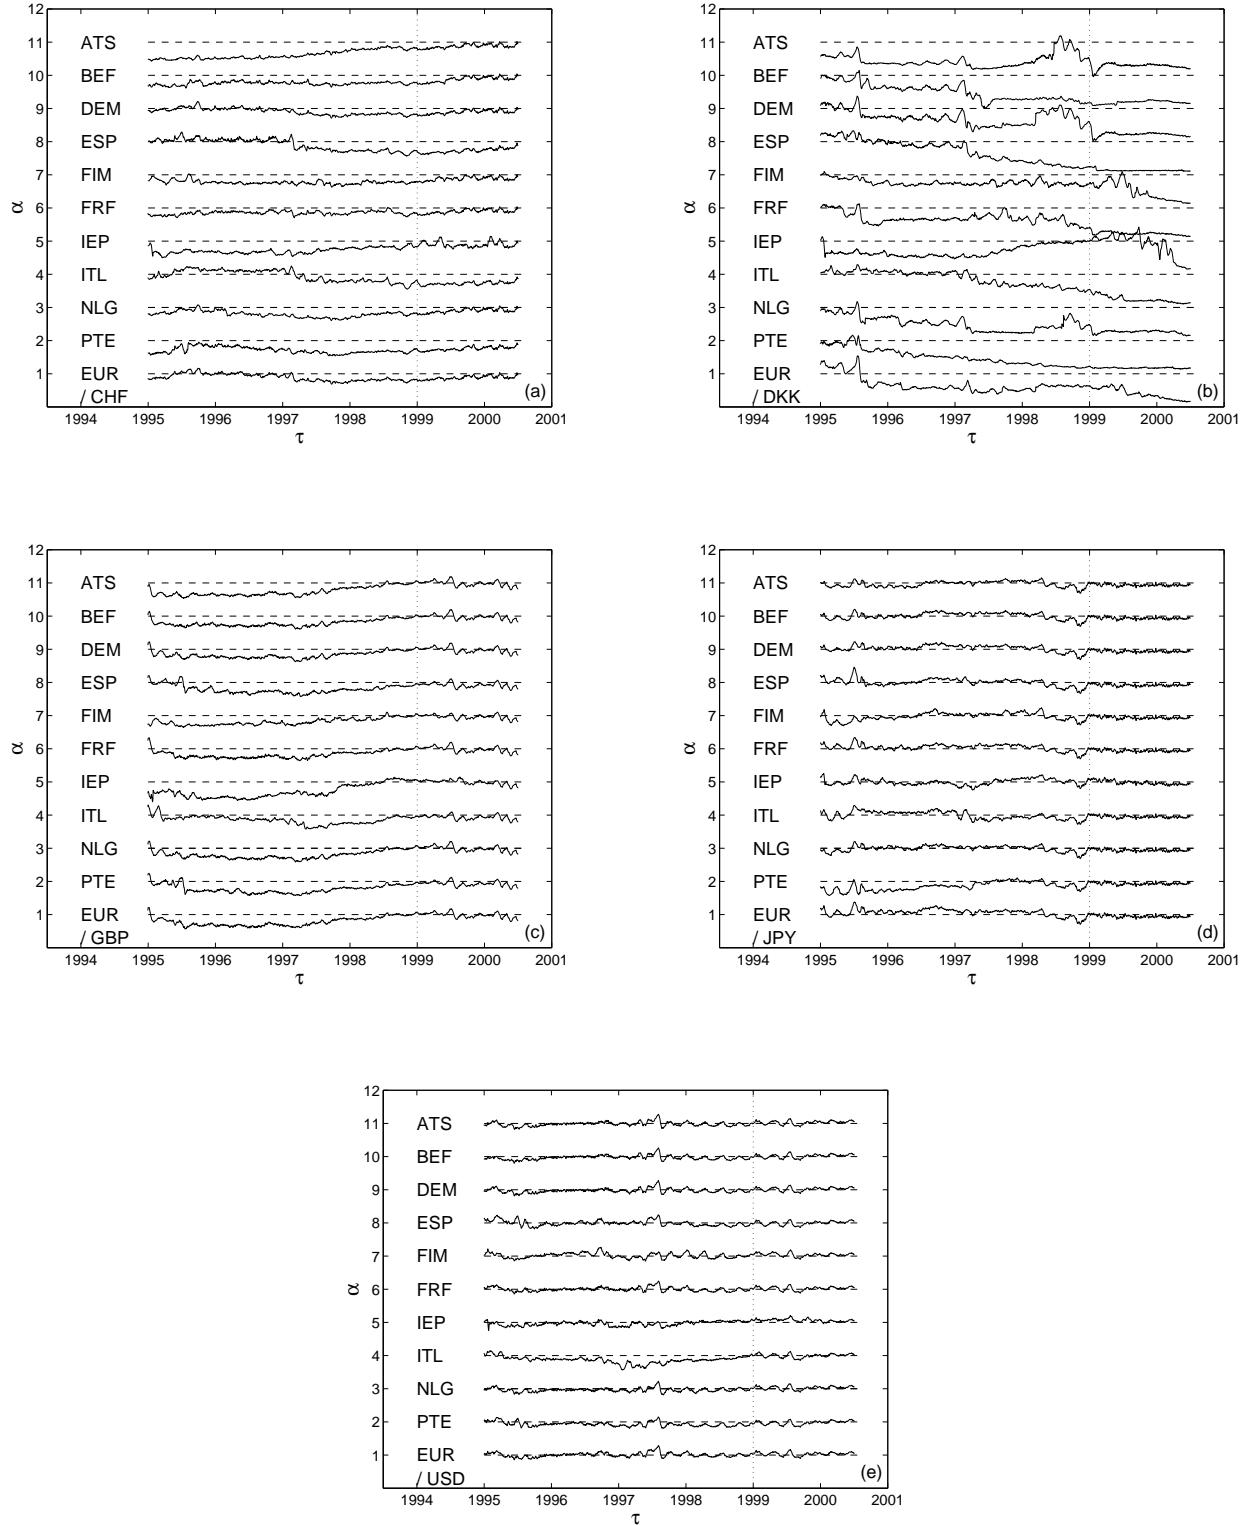 12
11
10
9
8
7
6
5
4
3
2
1
α
ATS
BEF
DEM
ESP
FIM
FRF
IEP
ITL
NLG
PTE
EUR
/ CHF
(a)
1994 1995 1996 1997 1998 1999 2000 2001
τ
12
11
10
9
8
7
6
5
4
3
2
1
α
ATS
BEF
DEM
ESP
FIM
FRF
IEP
ITL
NLG
PTE
EUR
/ DKK
(b)
1994 1995 1996 1997 1998 1999 2000 2001
τ
12
11
10
9
8
7
6
5
4
3
2
1
α
ATS
BEF
DEM
ESP
FIM
FRF
IEP
ITL
NLG
PTE
EUR
/ GBP
(c)
1994 1995 1996 1997 1998 1999 2000 2001
τ
12
11
10
9
8
7
6
5
4
3
2
1
α
ATS
BEF
DEM
ESP
FIM
FRF
IEP
ITL
NLG
PTE
EUR
/ JPY
(d)
1994 1995 1996 1997 1998 1999 2000 2001
τ
12
11
10
9
8
7
6
5
4
3
2
1
α
ATS
BEF
DEM
ESP
FIM
FRF
IEP
ITL
NLG
PTE
EUR
/ USD
(e)
1994 1995 1996 1997 1998 1999 2000 2001
τ